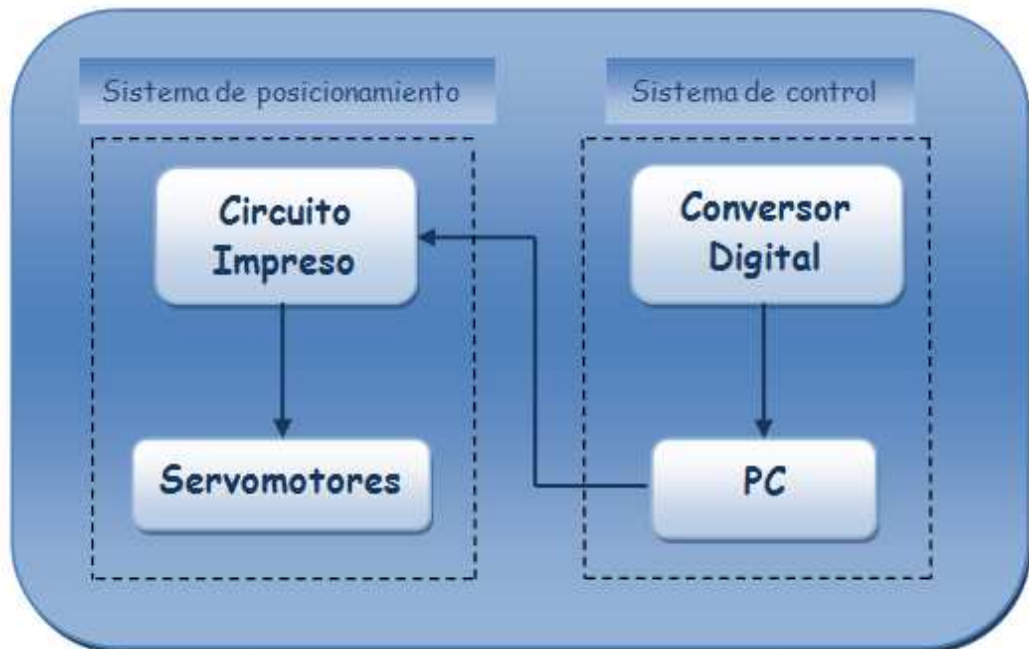 Sistema de posicionamiento
Sistema de control
Circuito
Impreso
Conversor
Digital
Servomotores
PC